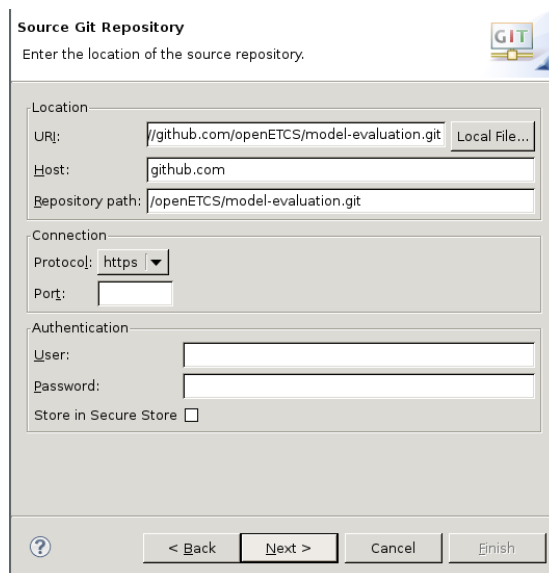 Source Git Repository
Enter the location of the source repository.
GIT
Location
URI: //github.com/openETCS/model-evaluation.git Local File...
Host: github.com
Repository path: /openETCS/model-evaluation.git
Connection
Protocol: https
Port:
Authentication
User:
Password:
Store in Secure Store
? < Back Next > Cancel Finish